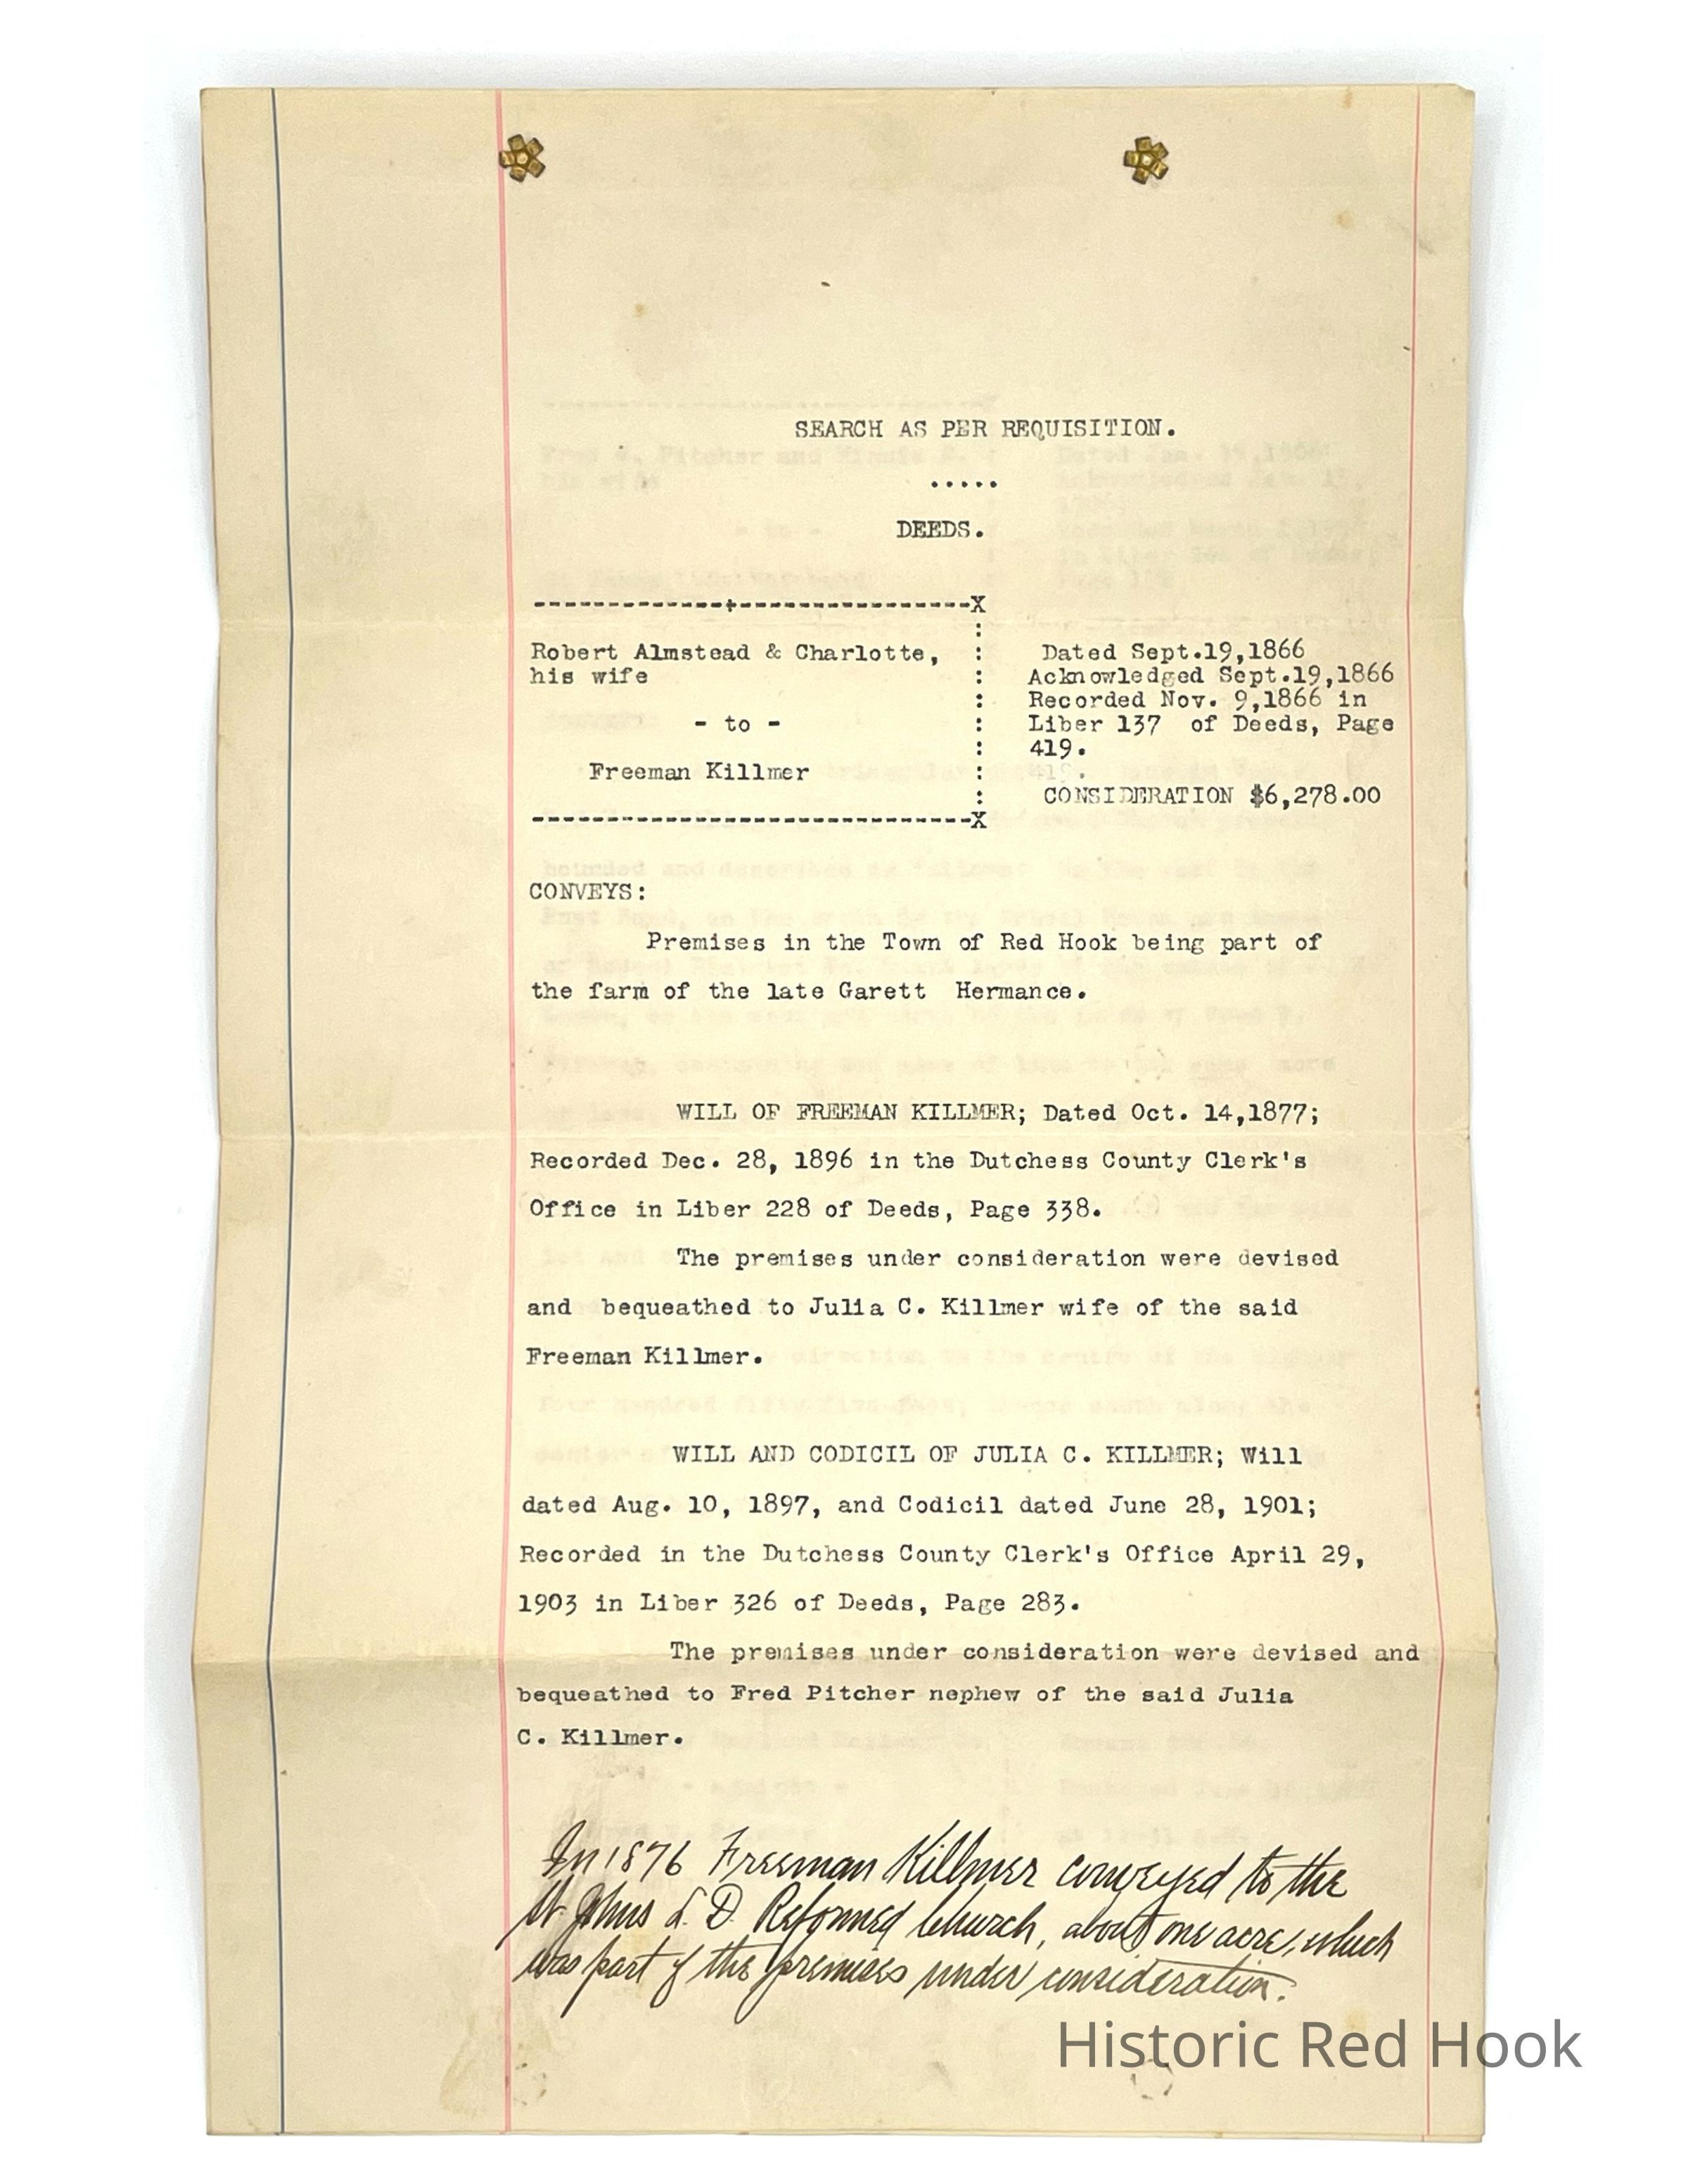 SEARCH AS PER REQUISITION.
.....
DEEDS.
-------------+----------------X
Robert Almstead & Charlotte, : Dated Sept.19,1866
his wife : Acknowledged Sept.19,1866
: Recorded Nov. 9,1866 in
- to - : Liber 137 of Deeds, Page
: 419.
Freeman Killmer :
: CONSIDERATION $6,278.00
------------------------------X
CONVEYS:
Premises in the Town of Red Hook being part of
the farm of the late Garett Hermance.
WILL OF FREEMAN KILLMER; Dated Oct. 14,1877;
Recorded Dec. 28, 1896 in the Dutchess County Clerk's
Office in Liber 228 of Deeds, Page 338.
The premises under consideration were devised
and bequeathed to Julia C. Killmer wife of the said
Freeman Killmer.
WILL AND CODICIL OF JULIA C. KILLMER; Will
dated Aug. 10, 1897, and Codicil dated June 28, 1901;
Recorded in the Dutchess County Clerk's Office April 29,
1903 in Liber 326 of Deeds, Page 283.
The premises under consideration were devised and
bequeathed to Fred Pitcher nephew of the said Julia
C. Killmer.
In 1876 Freeman Killmer conveyed to the
St Johns L. D. Reformed Church, about one acre, which
was part of the premises under consideration.
Historic Red Hook